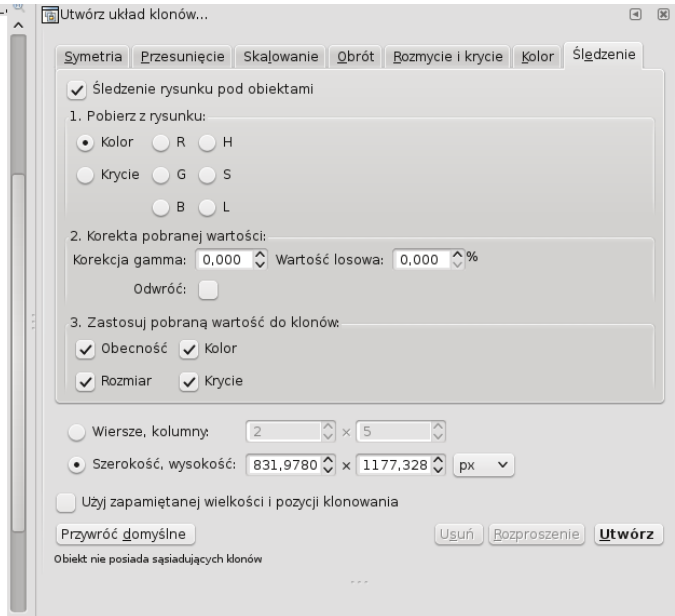 Utwórz układ klonów...
Symetria Przesunięcie Skalowanie Obrót Rozmycie i krycie Kolor Śledzenie
Śledzenie rysunku pod obiektami
1. Pobierz z rysunku:
Kolor R H
Krycie G S
B L
2. Korekta pobranej wartości:
Korekcja gamma: 0,000 Wartość losowa: 0,000 %
Odwróć:
3. Zastosuj pobraną wartość do klonów:
Obecność Kolor
Rozmiar Krycie
Wiersze, kolumny: 2 × 5
Szerokość, wysokość: 831,9780 × 1177,328 px
Użyj zapamiętanej wielkości i pozycji klonowania
Przywróć domyślne Usuń Rozproszenie Utwórz
Obiekt nie posiada sąsiadujących klonów